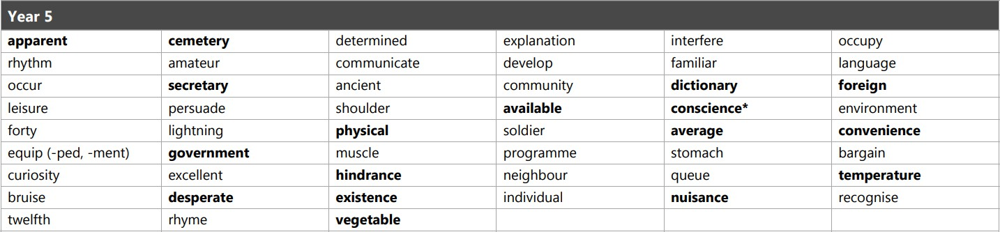 Year 5
apparent cemetery determined explanation interfere occupy
rhythm amateur communicate develop familiar language
occur secretary ancient community dictionary foreign
leisure persuade shoulder available conscience* environment
forty lightning physical soldier average convenience
equip (-ped, -ment) government muscle programme stomach bargain
curiosity excellent hindrance neighbour queue temperature
bruise desperate existence individual nuisance recognise
twelfth rhyme vegetable